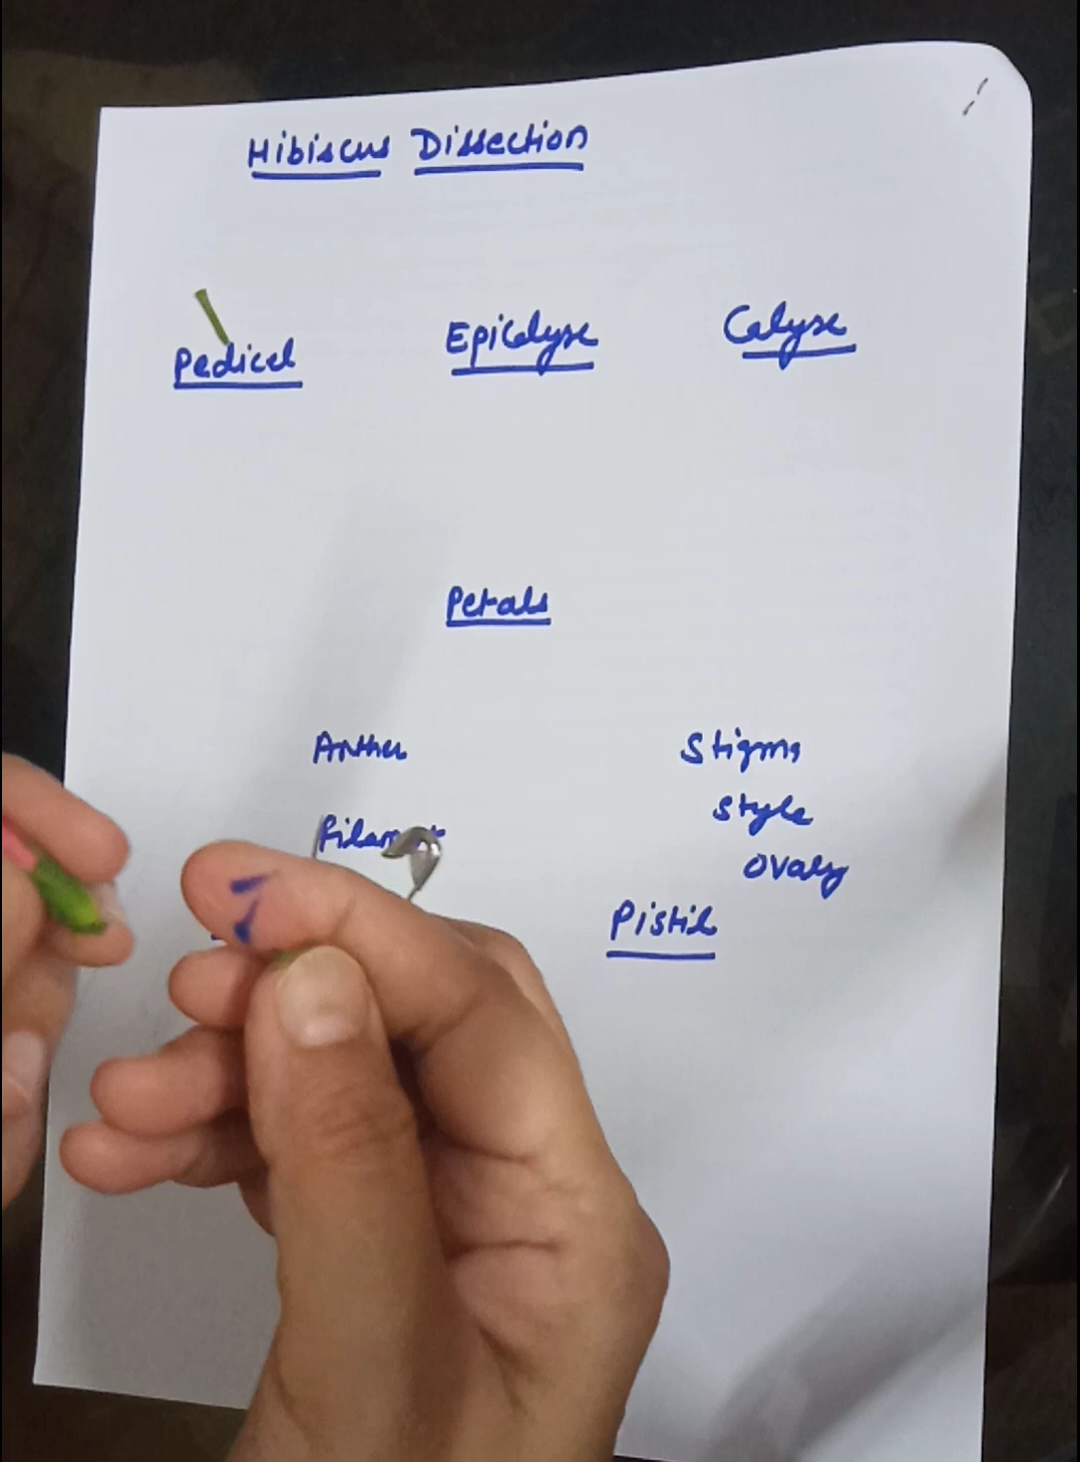 Hibiscus Dissection
Pedicel Epicalyx Calyx
Petals
Anther Stigma
Style
Ovary
Pistil